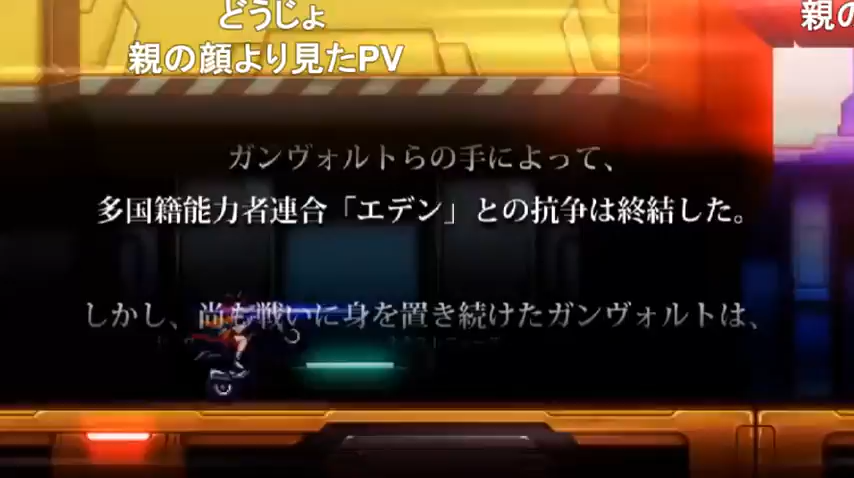 どうじょ
親の顔より見たPV
親の
ガンヴォルトらの手によって、
多国籍能力者連合「エデン」との抗争は終結した。
しかし、尚も戦いに身を置き続けたガンヴォルトは、